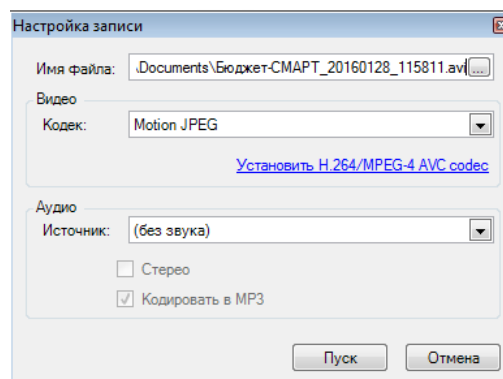 Настройка записи
Имя файла: .Documents\Бюджет-СМАРТ_20160128_115811.avi ...
Видео
Кодек: Motion JPEG
Установить H.264/MPEG-4 AVC codec
Аудио
Источник: (без звука)
Стерео
Кодировать в MP3
Пуск Отмена